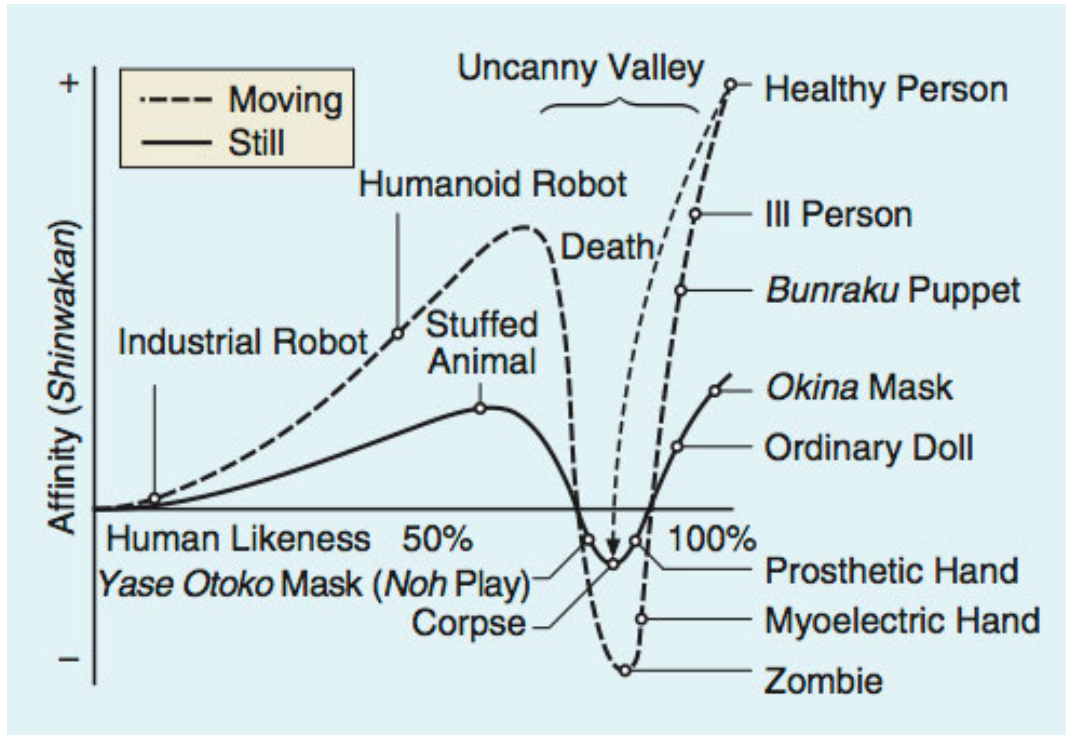 Uncanny Valley
+
Healthy Person
Moving
Still
Humanoid Robot
Ill Person
Death
Bunraku Puppet
Industrial Robot
Stuffed
Animal
Okina Mask
Ordinary Doll
Affinity (Shinwakan)
Human Likeness 50% 100%
Yase Otoko Mask (Noh Play)
Prosthetic Hand
Corpse
Myoelectric Hand
−
Zombie